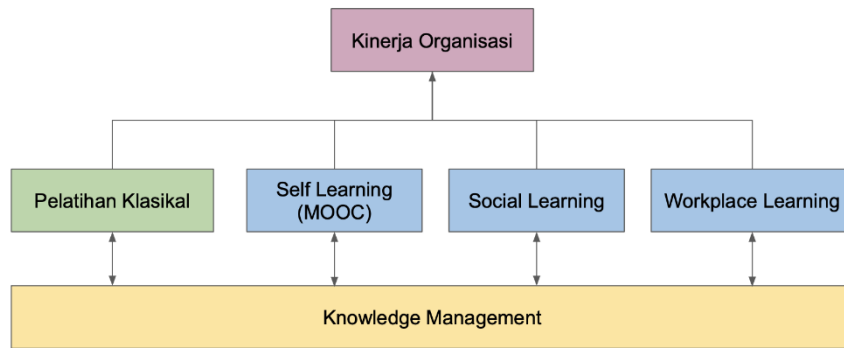 Kinerja Organisasi
Pelatihan Klasikal
Self Learning
(MOOC)
Social Learning
Workplace Learning
Knowledge Management